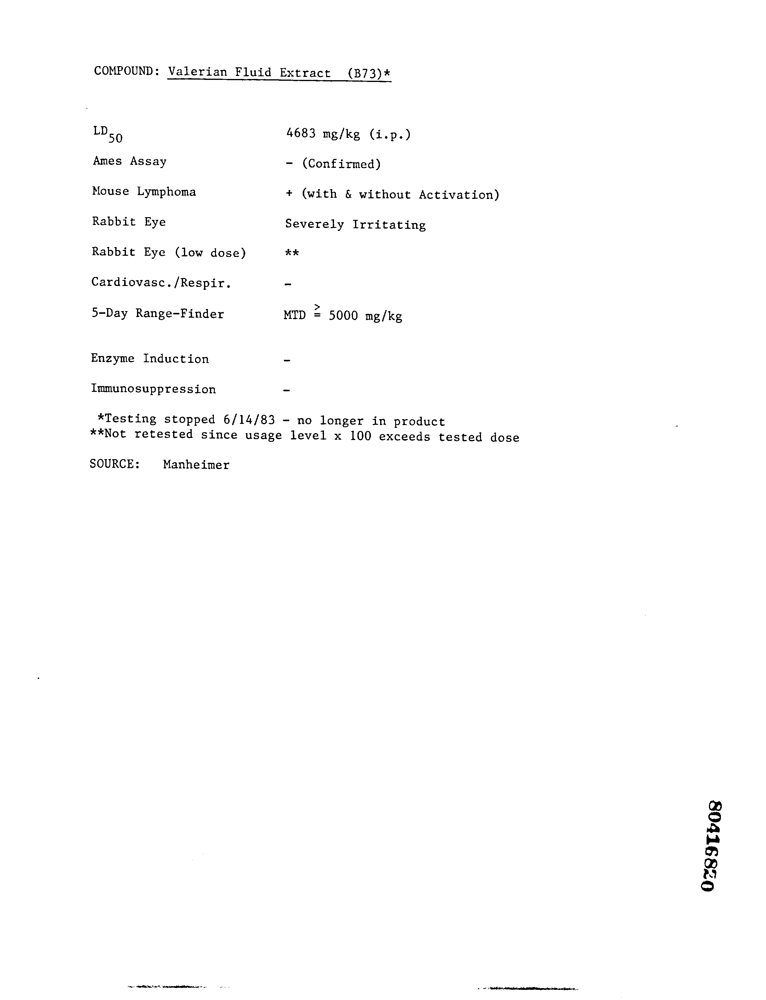 COMPOUND: Valerian Fluid Extract (B73)*
LD50 4683 mg/kg (i.p.)
Ames Assay - (Confirmed)
Mouse Lymphoma + (with & without Activation)
Rabbit Eye Severely Irritating
Rabbit Eye (low dose) **
Cardiovasc./Respir. -
5-Day Range-Finder MTD ≥ 5000 mg/kg
Enzyme Induction -
Immunosuppression -
*Testing stopped 6/14/83 - no longer in product
**Not retested since usage level x 100 exceeds tested dose
SOURCE: Manheimer
80416820